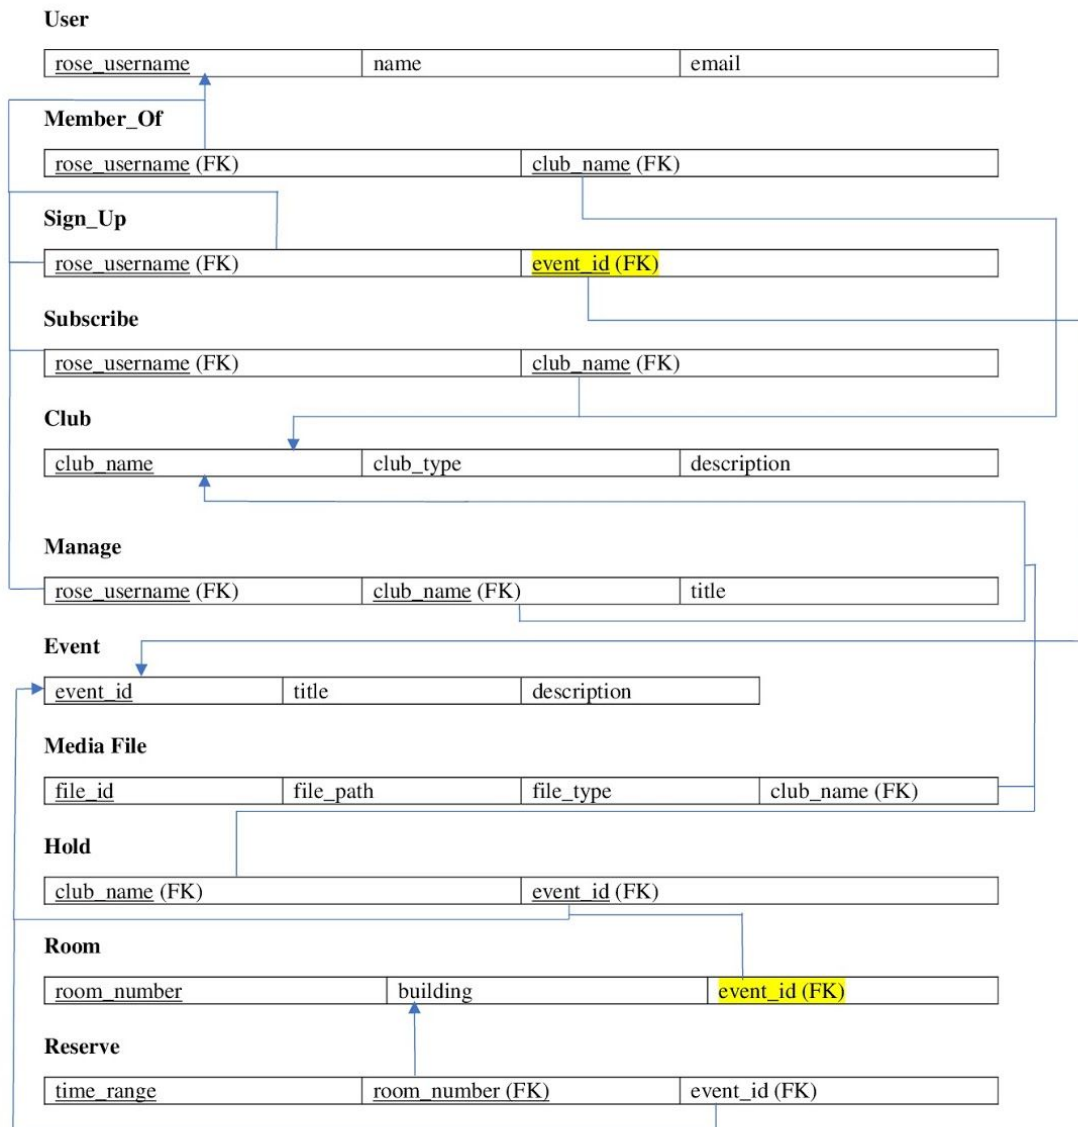 User
rose_username name email
Member_Of
rose_username (FK) club_name (FK)
Sign_Up
rose_username (FK) event_id (FK)
Subscribe
rose_username (FK) club_name (FK)
Club
club_name club_type description
Manage
rose_username (FK) club_name (FK) title
Event
event_id title description
Media File
file_id file_path file_type club_name (FK)
Hold
club_name (FK) event_id (FK)
Room
room_number building event_id (FK)
Reserve
time_range room_number (FK) event_id (FK)